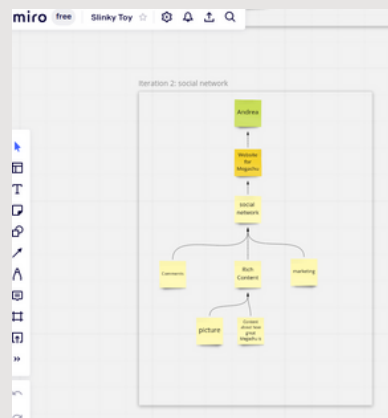 miro free Slinky Toy
Iteration 2: social network
Andrea
Website
for
Megadhu
social
network
Comments
Rich
Content
marketing
picture
great